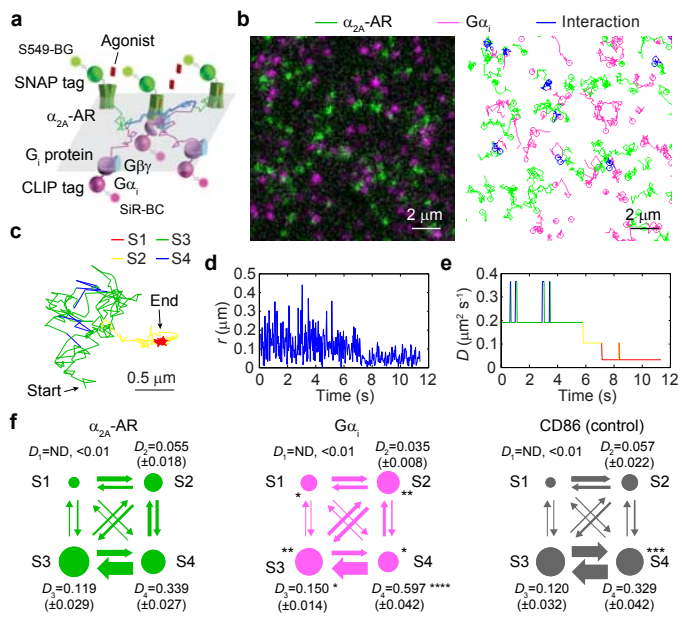 a
S549-BG
Agonist
SNAP tag
α2A-AR
Gi protein
Gβγ
CLIP tag
Gαi
SiR-BC
b
α2A-AR
Gαi
Interaction
2 μm
2 μm
c
S1 S3
S2 S4
End
Start
0.5 μm
d
r (μm)
0.5
0.4
0.3
0.2
0.1
0
0 2 4 6 8 10 12
Time (s)
e
D (μm² s⁻¹)
0.4
0.3
0.2
0.1
0
0 2 4 6 8 10 12
Time (s)
f
α2A-AR
D1=ND, <0.01
D2=0.055
(±0.018)
S1
S2
S3
S4
D3=0.119
(±0.029)
D4=0.339
(±0.027)
Gαi
D1=ND, <0.01
D2=0.035
(±0.008)
S1
S2
*
**
**
*
S3
S4
D3=0.150 *
(±0.014)
D4=0.597 ****
(±0.042)
CD86 (control)
D1=ND, <0.01
D2=0.057
(±0.022)
S1
S2
***
S3
S4
D3=0.120
(±0.032)
D4=0.329
(±0.042)